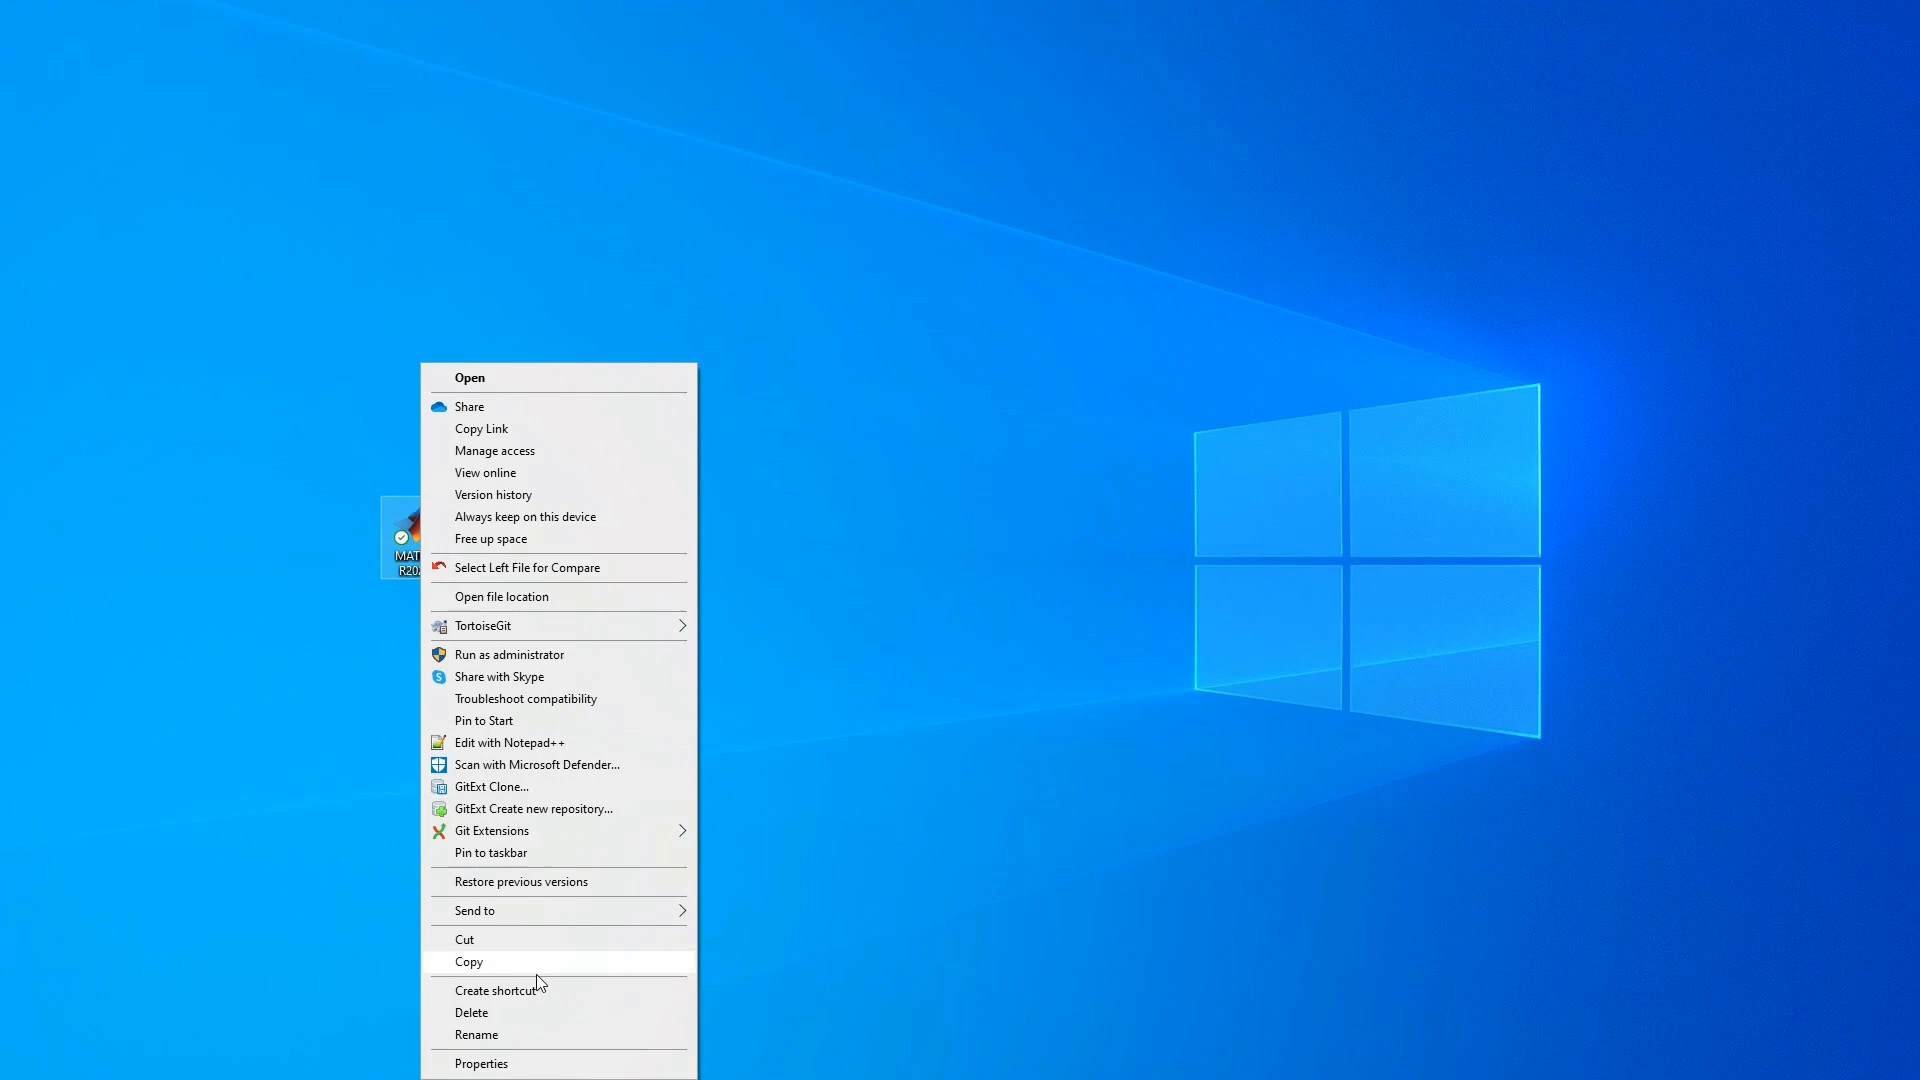 Open
Share
Copy Link
Manage access
View online
Version history
Always keep on this device
Free up space
Select Left File for Compare
Open file location
TortoiseGit
Run as administrator
Share with Skype
Troubleshoot compatibility
Pin to Start
Edit with Notepad++
Scan with Microsoft Defender...
GitExt Clone...
GitExt Create new repository...
Git Extensions
Pin to taskbar
Restore previous versions
Send to
Cut
Copy
Create shortcut
Delete
Rename
Properties